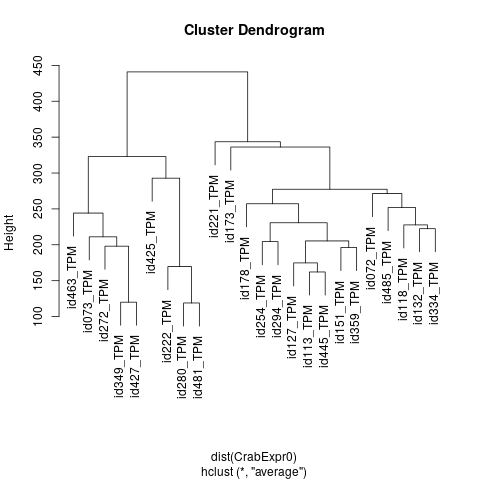 Cluster Dendrogram
Height
450
400
350
300
250
200
150
100
id463_TPM
id073_TPM
id272_TPM
id349_TPM
id427_TPM
id425_TPM
id222_TPM
id280_TPM
id481_TPM
id221_TPM
id173_TPM
id178_TPM
id254_TPM
id294_TPM
id127_TPM
id113_TPM
id445_TPM
id151_TPM
id359_TPM
id072_TPM
id485_TPM
id118_TPM
id132_TPM
id334_TPM
dist(CrabExpr0)
hclust (*, "average")